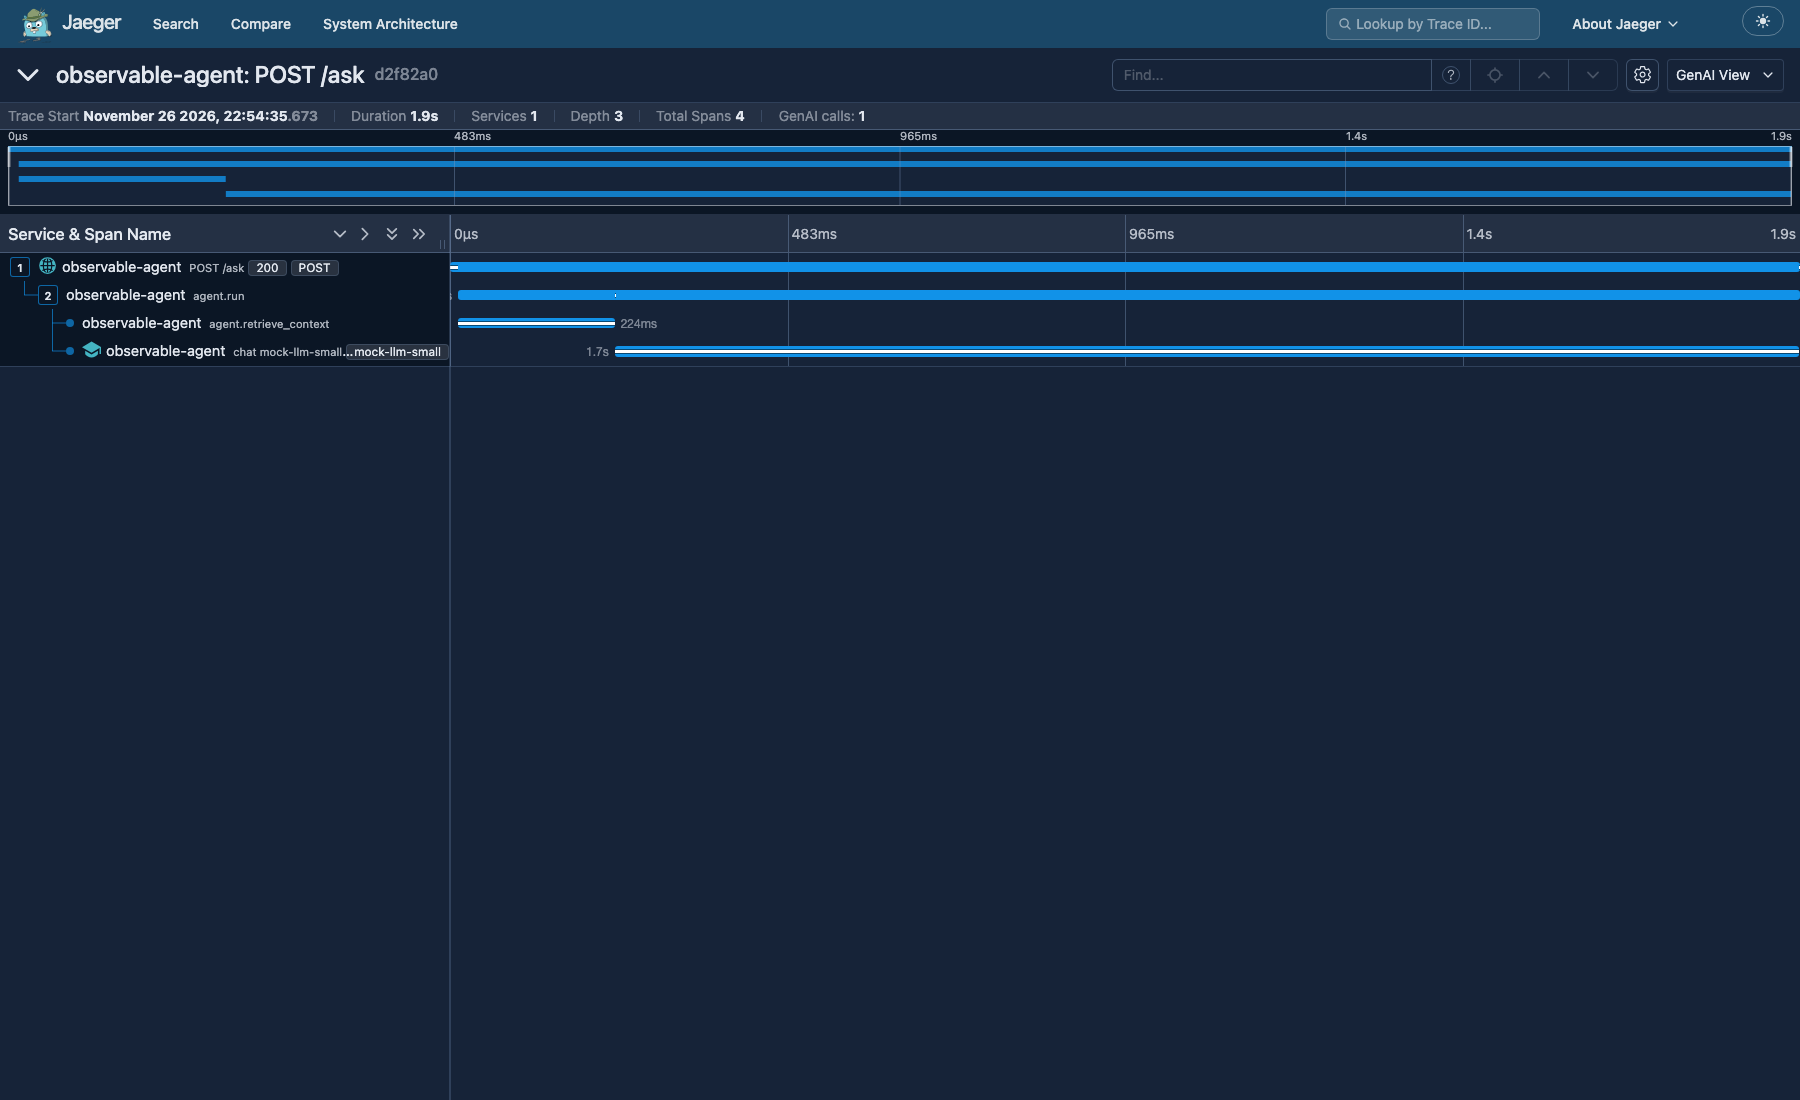 Jaeger Search Compare System Architecture Lookup by Trace ID... About Jaeger
observable-agent: POST /ask d2f82a0 Find... ? GenAI View
Trace Start November 26 2026, 22:54:35.673 Duration 1.9s Services 1 Depth 3 Total Spans 4 GenAI calls: 1
0μs 483ms 965ms 1.4s 1.9s
Service & Span Name 0μs 483ms 965ms 1.4s 1.9s
1 observable-agent POST /ask 200 POST
2 observable-agent agent.run
observable-agent agent.retrieve_context 224ms
observable-agent chat mock-llm-small... mock-llm-small 1.7s